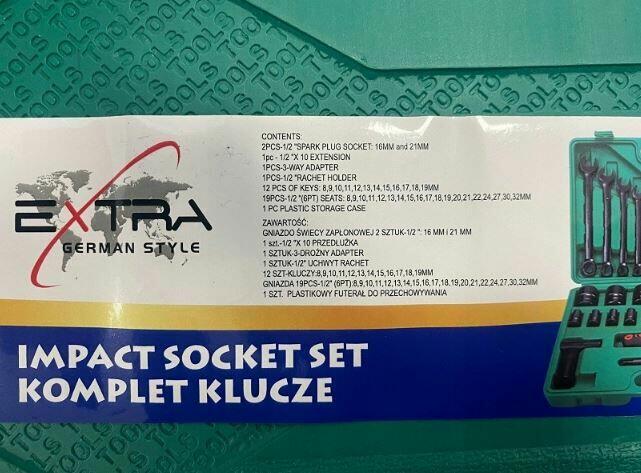 TOOLS TOOLS TOOLS TOOLS TOOLS
EXTRA
GERMAN STYLE
CONTENTS:
2PCS-1/2 "SPARK PLUG SOCKET: 16MM and 21MM
1pc - 1/2 "X 10 EXTENSION
1PCS-3-WAY ADAPTER
1PCS-1/2 "RACHET HOLDER
12 PCS OF KEYS: 8,9,10,11,12,13,14,15,16,17,18,19MM
19PCS-1/2 "(6PT) SEATS: 8,9,10,11,12,13,14,15,16,17,18,19,20,21,22,24,27,30,32MM
1 PC PLASTIC STORAGE CASE
ZAWARTOŚĆ:
GNIAZDO ŚWIECY ZAPŁONOWEJ 2 SZTUK-1/2 ": 16 MM i 21 MM
1 szt.-1/2 "X 10 PRZEDŁUŻKA
1 SZTUK-3-DROŻNY ADAPTER
1 SZTUK-1/2" UCHWYT RACHET
12 SZT-KLUCZY:8,9,10,11,12,13,14,15,16,17,18,19MM
GNIAZDA 19PCS-1/2" (6PT):8,9,10,11,12,13,14,15,16,17,18,19,20,21,22,24,27,30,32MM
1 SZT. PLASTIKOWY FUTERAŁ DO PRZECHOWYWANIA
IMPACT SOCKET SET
KOMPLET KLUCZE